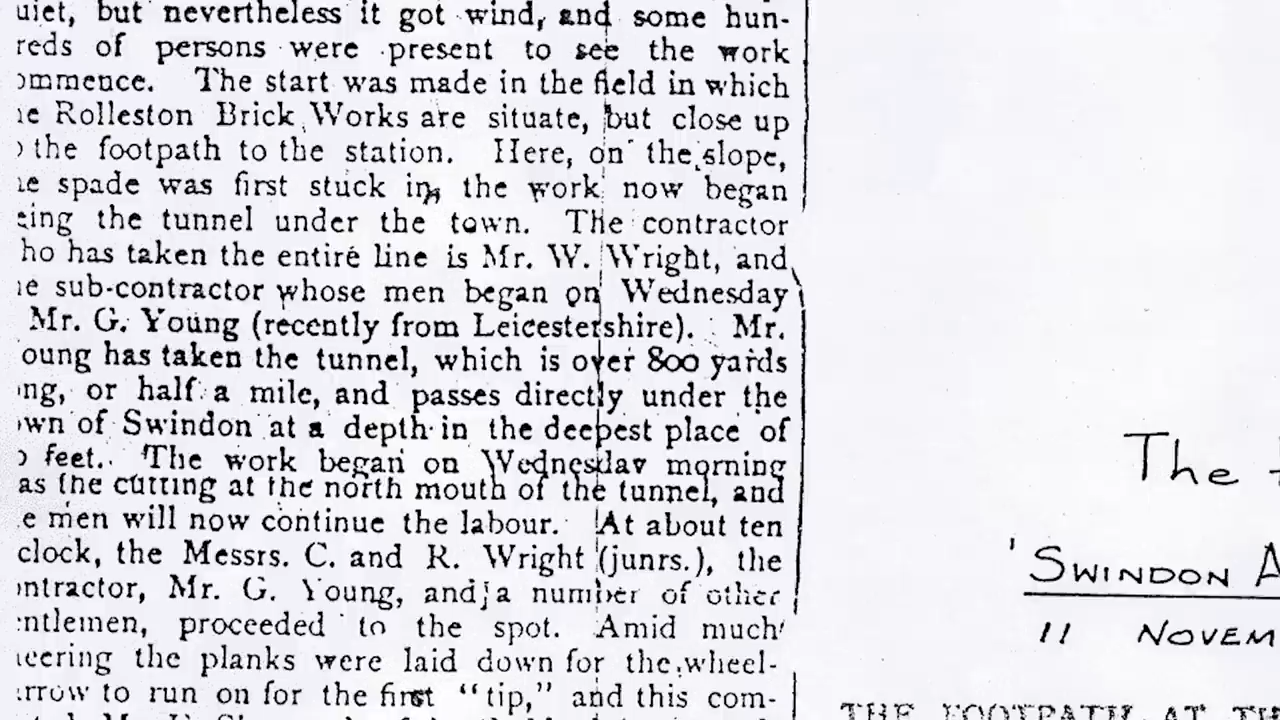 uiet, but nevertheless it got wind, and some hun-
reds of persons were present to see the work
ommence. The start was made in the field in which
e Rolleston Brick Works are situate, but close up
the footpath to the station. Here, on the slope,
e spade was first stuck in, the work now began
eing the tunnel under the town. The contractor
ho has taken the entire line is Mr. W. Wright, and
e sub-contractor whose men began on Wednesday
Mr. G. Young (recently from Leicestershire). Mr.
oung has taken the tunnel, which is over 800 yards
ng, or half a mile, and passes directly under the
own of Swindon at a depth in the deepest place of
feet. The work began on Wednesday morning
as the cutting at the north mouth of the tunnel, and
e men will now continue the labour. At about ten
clock, the Messrs. C. and R. Wright (junrs.), the
ontractor, Mr. G. Young, and a number of other
entlemen, proceeded to the spot. Amid much
eering the planks were laid down for the wheel-
rrow to run on for the first "tip," and this com-
The
'SWINDON A
11 NOVEM
THE FOOTPATH AT TH